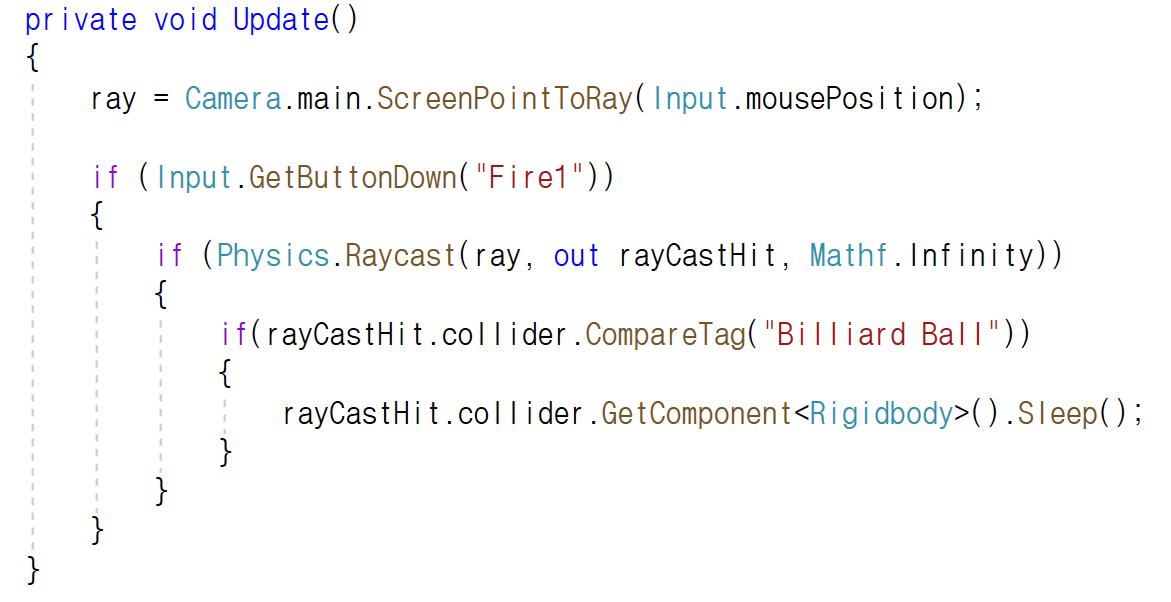 private void Update()
{
ray = Camera.main.ScreenPointToRay(Input.mousePosition);
if (Input.GetButtonDown("Fire1"))
{
if (Physics.Raycast(ray, out rayCastHit, Mathf.Infinity))
{
if(rayCastHit.collider.CompareTag("Billiard Ball"))
{
rayCastHit.collider.GetComponent<Rigidbody>().Sleep();
}
}
}
}